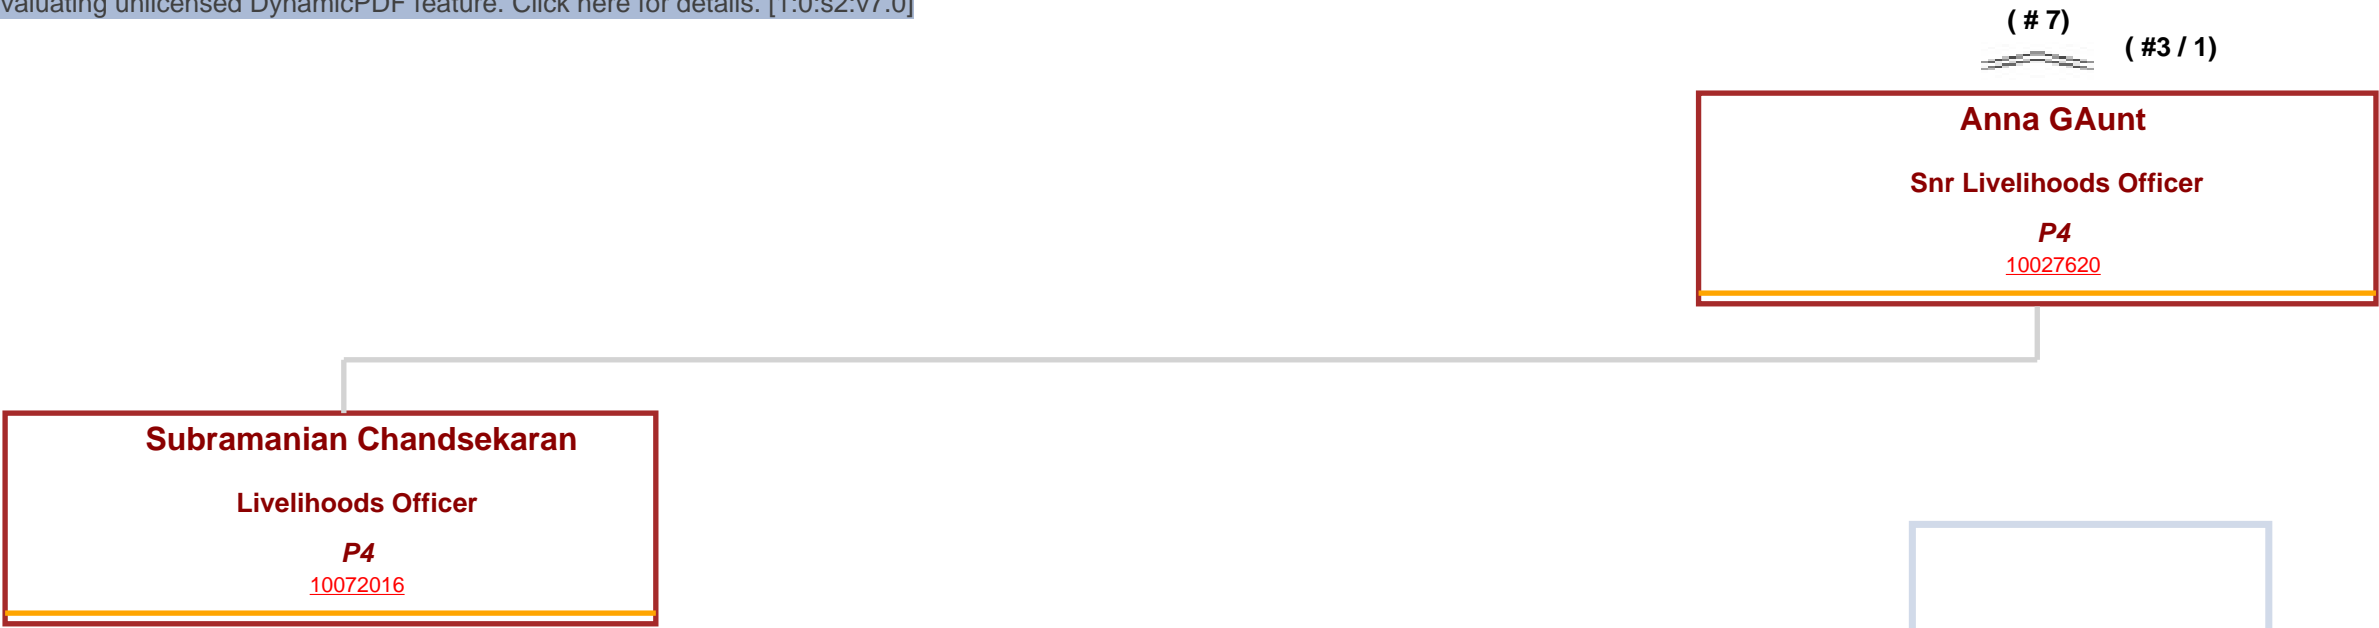 valuating unlicensed DynamicPDF feature. Click here for details. [1:0:s2:v7.0]
( # 7)
( #3 / 1)
Anna GAunt
Snr Livelihoods Officer
P4
10027620
Subramanian Chandsekaran
Livelihoods Officer
P4
10072016